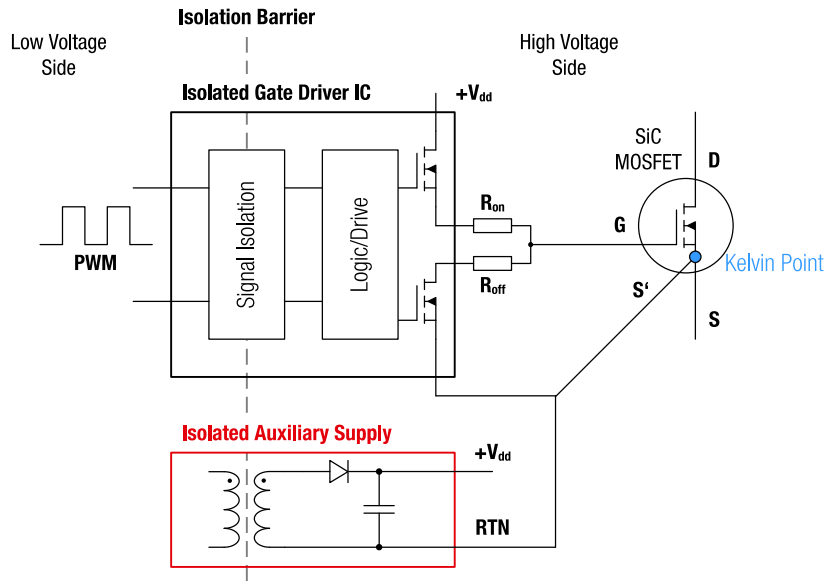 Isolation Barrier
Low Voltage
Side
High Voltage
Side
Isolated Gate Driver IC
+Vdd
SiC
MOSFET
D
Signal Isolation
Logic/Drive
Ron
G
PWM
Kelvin Point
Roff
S'
S
Isolated Auxiliary Supply
+Vdd
RTN